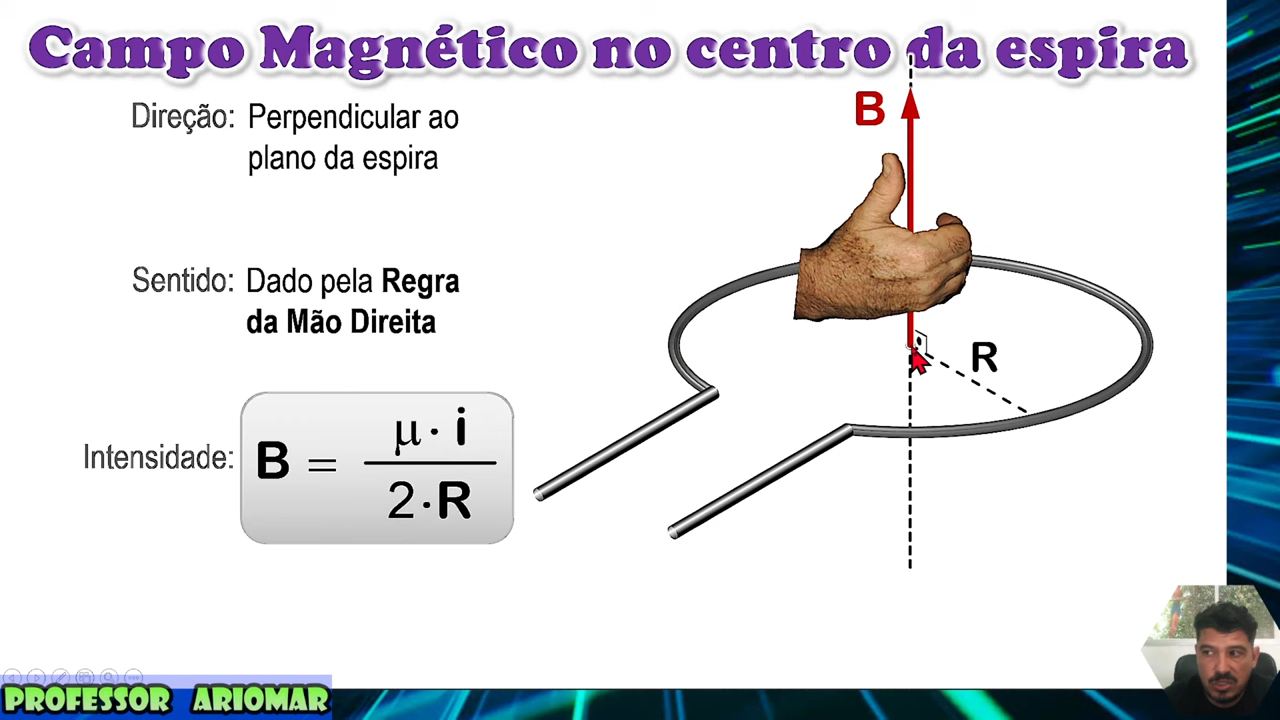 Campo Magnético no centro da espira
Direção: Perpendicular ao
plano da espira
Sentido: Dado pela Regra
da Mão Direita
Intensidade: B = μ · i / 2 · R
B
R
PROFESSOR ARIOMAR